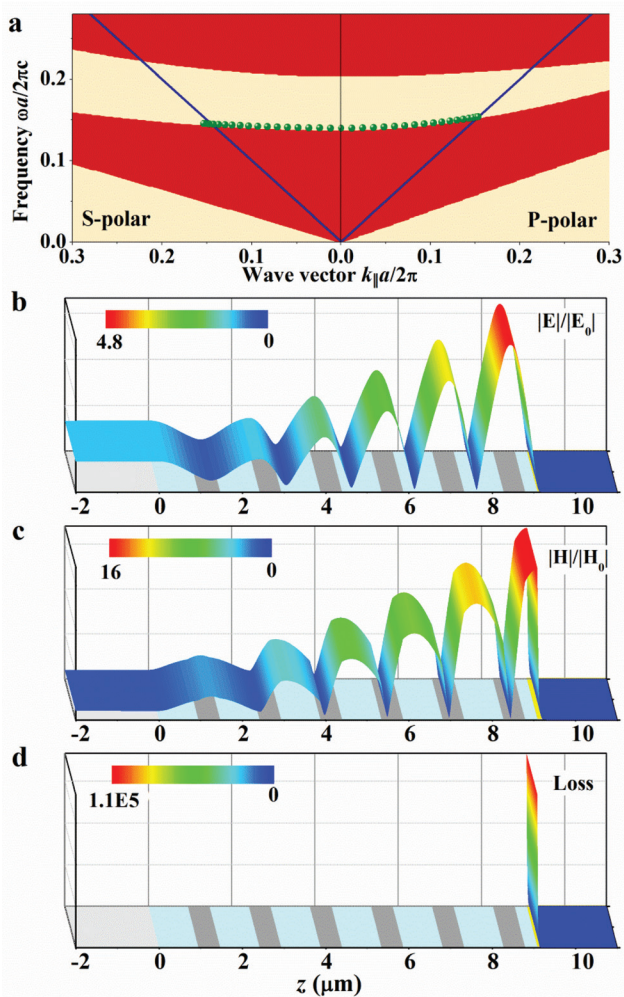 a
Frequency ωa/2πc
0.2
0.1
0.0
S-polar
P-polar
0.3
0.2
0.1
0.0
0.1
0.2
0.3
Wave vector k∥a/2π
b
4.8
0
|E|/|E₀|
-2
0
2
4
6
8
10
c
16
0
|H|/|H₀|
-2
0
2
4
6
8
10
d
1.1E5
0
Loss
-2
0
2
4
6
8
10
z (μm)